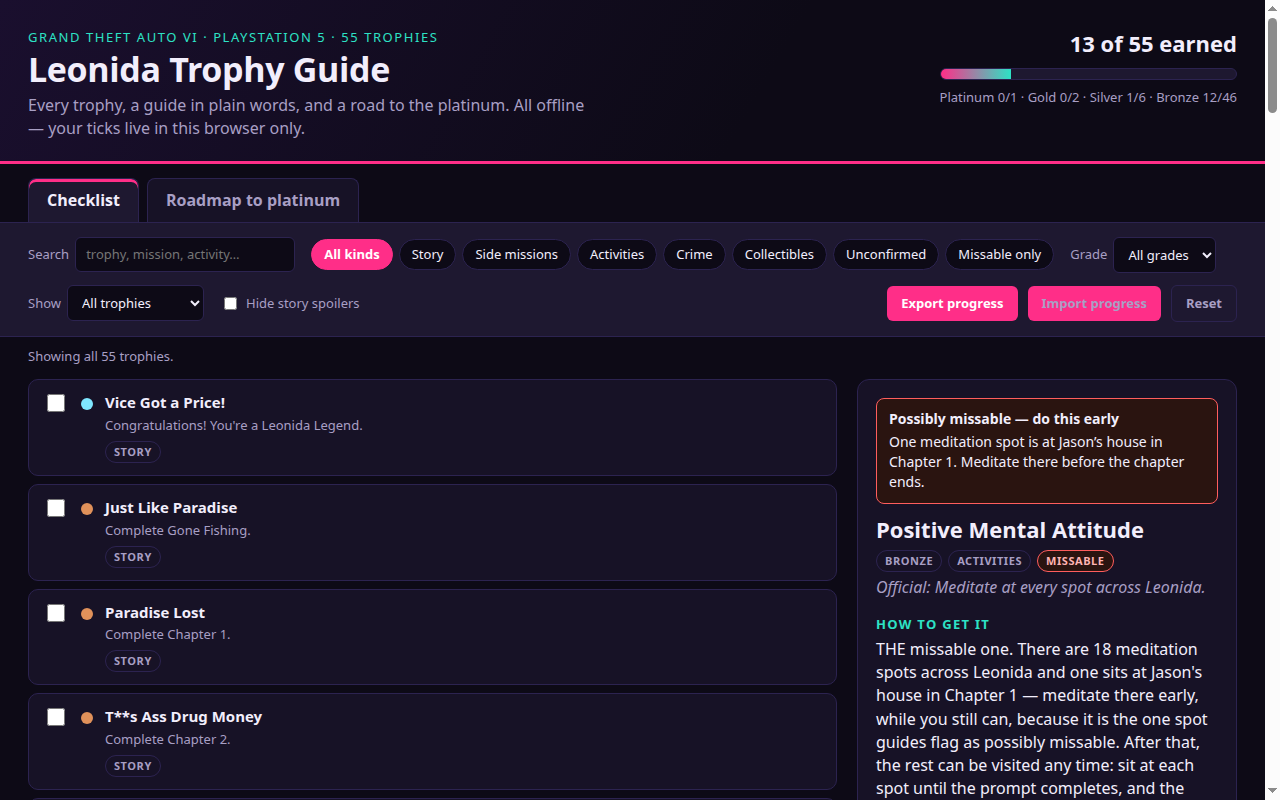 GRAND THEFT AUTO VI · PLAYSTATION 5 · 55 TROPHIES
Leonida Trophy Guide
Every trophy, a guide in plain words, and a road to the platinum. All offline
— your ticks live in this browser only.
13 of 55 earned
Platinum 0/1 · Gold 0/2 · Silver 1/6 · Bronze 12/46
Checklist
Roadmap to platinum
Search
trophy, mission, activity...
All kinds
Story
Side missions
Activities
Crime
Collectibles
Unconfirmed
Missable only
Grade
All grades
Show
All trophies
Hide story spoilers
Export progress
Import progress
Reset
Showing all 55 trophies.
Vice Got a Price!
Congratulations! You're a Leonida Legend.
STORY
Just Like Paradise
Complete Gone Fishing.
STORY
Paradise Lost
Complete Chapter 1.
STORY
T**s Ass Drug Money
Complete Chapter 2.
STORY
Possibly missable — do this early
One meditation spot is at Jason's house in
Chapter 1. Meditate there before the chapter
ends.
Positive Mental Attitude
BRONZE
ACTIVITIES
MISSABLE
Official: Meditate at every spot across Leonida.
HOW TO GET IT
THE missable one. There are 18 meditation
spots across Leonida and one sits at Jason's
house in Chapter 1 — meditate there early,
while you still can, because it is the one spot
guides flag as possibly missable. After that,
the rest can be visited any time: sit at each
spot until the prompt completes, and the